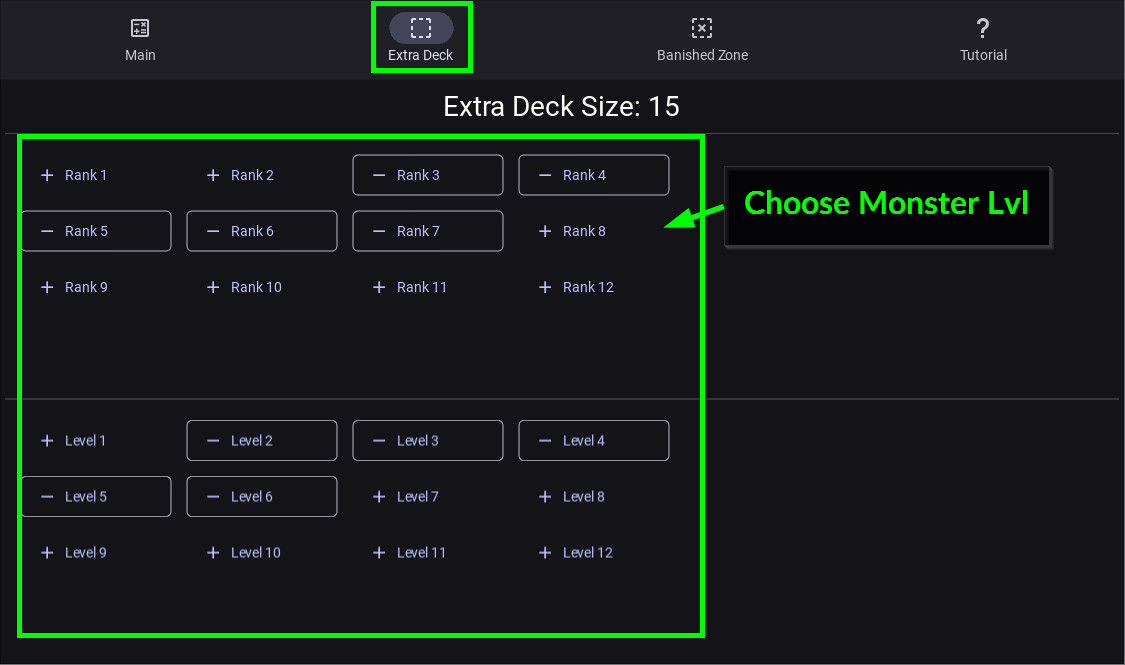 Main Extra Deck Banished Zone Tutorial
Extra Deck Size: 15
+ Rank 1 + Rank 2 − Rank 3 − Rank 4
− Rank 5 − Rank 6 − Rank 7 + Rank 8
+ Rank 9 + Rank 10 + Rank 11 + Rank 12
Choose Monster Lvl
+ Level 1 − Level 2 − Level 3 − Level 4
− Level 5 − Level 6 + Level 7 + Level 8
+ Level 9 + Level 10 + Level 11 + Level 12